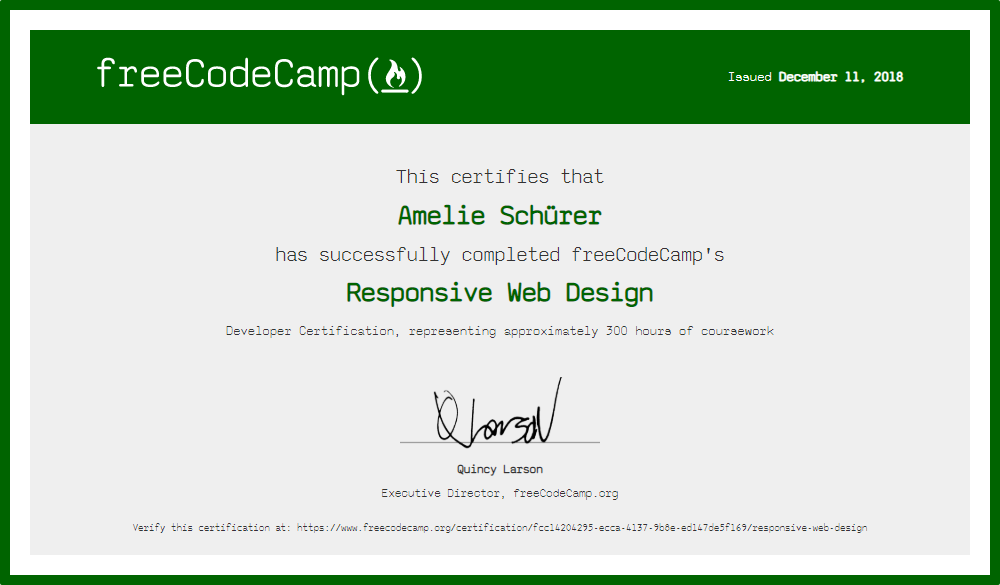 freeCodeCamp(🔥)
Issued December 11, 2018
This certifies that
Amelie Schürer
has successfully completed freeCodeCamp's
Responsive Web Design
Developer Certification, representing approximately 300 hours of coursework
Q Larson
Quincy Larson
Executive Director, freeCodeCamp.org
Verify this certification at: https://www.freecodecamp.org/certification/fcc14204295-ecca-4137-9b8e-ed147de5f169/responsive-web-design